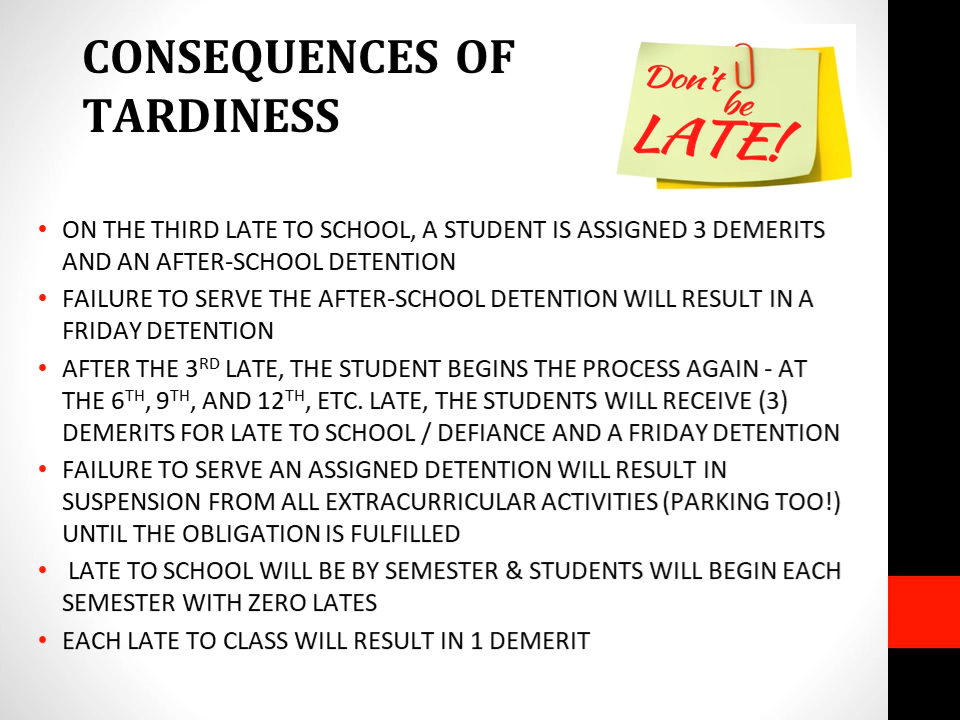 CONSEQUENCES OF
TARDINESS
Don't
be
LATE!
• ON THE THIRD LATE TO SCHOOL, A STUDENT IS ASSIGNED 3 DEMERITS
AND AN AFTER-SCHOOL DETENTION
• FAILURE TO SERVE THE AFTER-SCHOOL DETENTION WILL RESULT IN A
FRIDAY DETENTION
• AFTER THE 3RD LATE, THE STUDENT BEGINS THE PROCESS AGAIN - AT
THE 6TH, 9TH, AND 12TH, ETC. LATE, THE STUDENTS WILL RECEIVE (3)
DEMERITS FOR LATE TO SCHOOL / DEFIANCE AND A FRIDAY DETENTION
• FAILURE TO SERVE AN ASSIGNED DETENTION WILL RESULT IN
SUSPENSION FROM ALL EXTRACURRICULAR ACTIVITIES (PARKING TOO!)
UNTIL THE OBLIGATION IS FULFILLED
• LATE TO SCHOOL WILL BE BY SEMESTER & STUDENTS WILL BEGIN EACH
SEMESTER WITH ZERO LATES
• EACH LATE TO CLASS WILL RESULT IN 1 DEMERIT